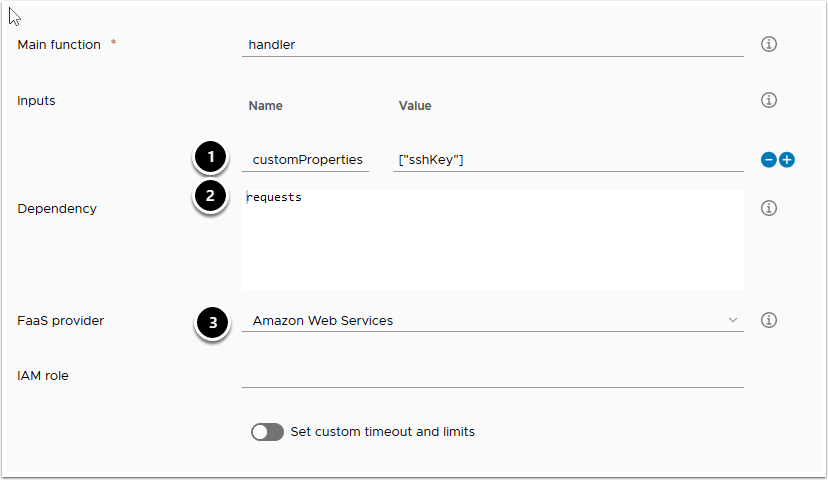 Main function *
handler
Inputs
Name Value
1 customProperties ["sshKey"]
2 requests
Dependency
FaaS provider
3 Amazon Web Services
IAM role
Set custom timeout and limits